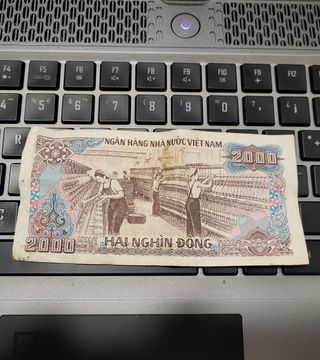 F4 F5 F6 F7 F8 F9 F10 F11 F12
NGÂN HÀNG NHÀ NƯỚC VIỆT NAM
2000
2000
HAI NGHÌN ĐỒNG